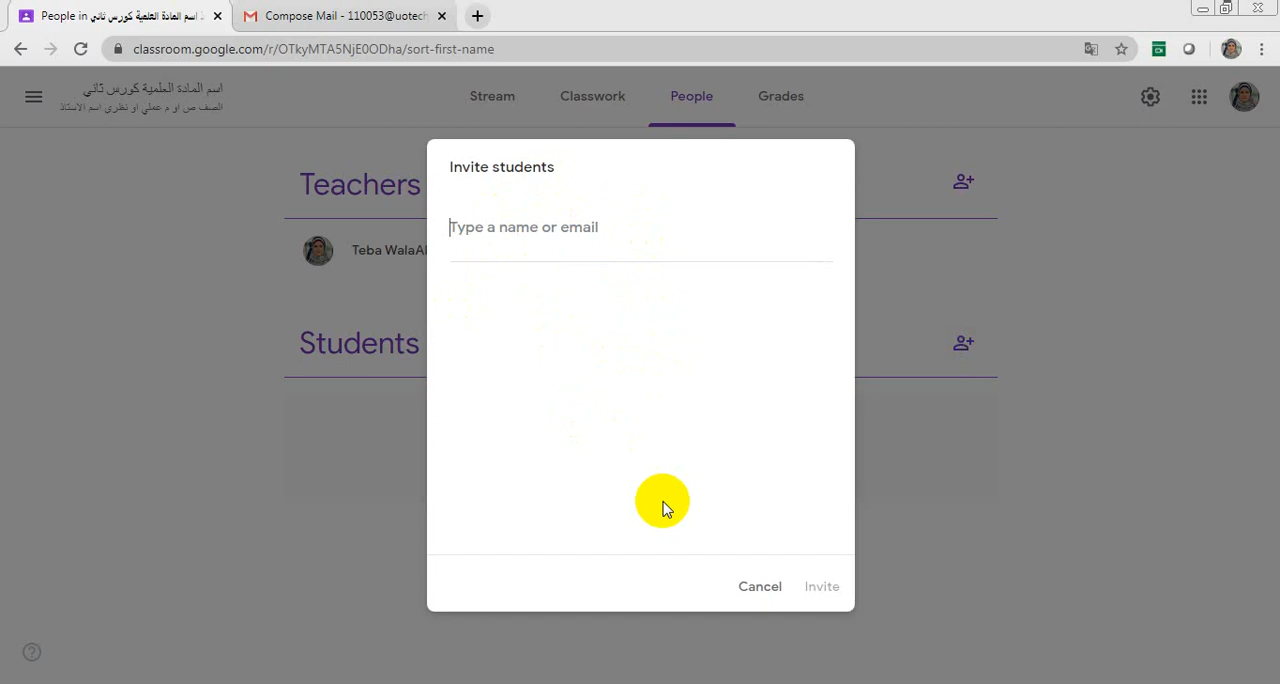 People in اسم المادة العلمية كورس ثاني
Compose Mail - 110053@uotech
classroom.google.com/r/OTkyMTA5NjE0ODha/sort-first-name
اسم المادة العلمية كورس ثاني
الصف ص او م عملي او نظري اسم الاستاذ
Stream
Classwork
People
Grades
Invite students
Teachers
Type a name or email
Teba WalaAl
Students
Cancel
Invite